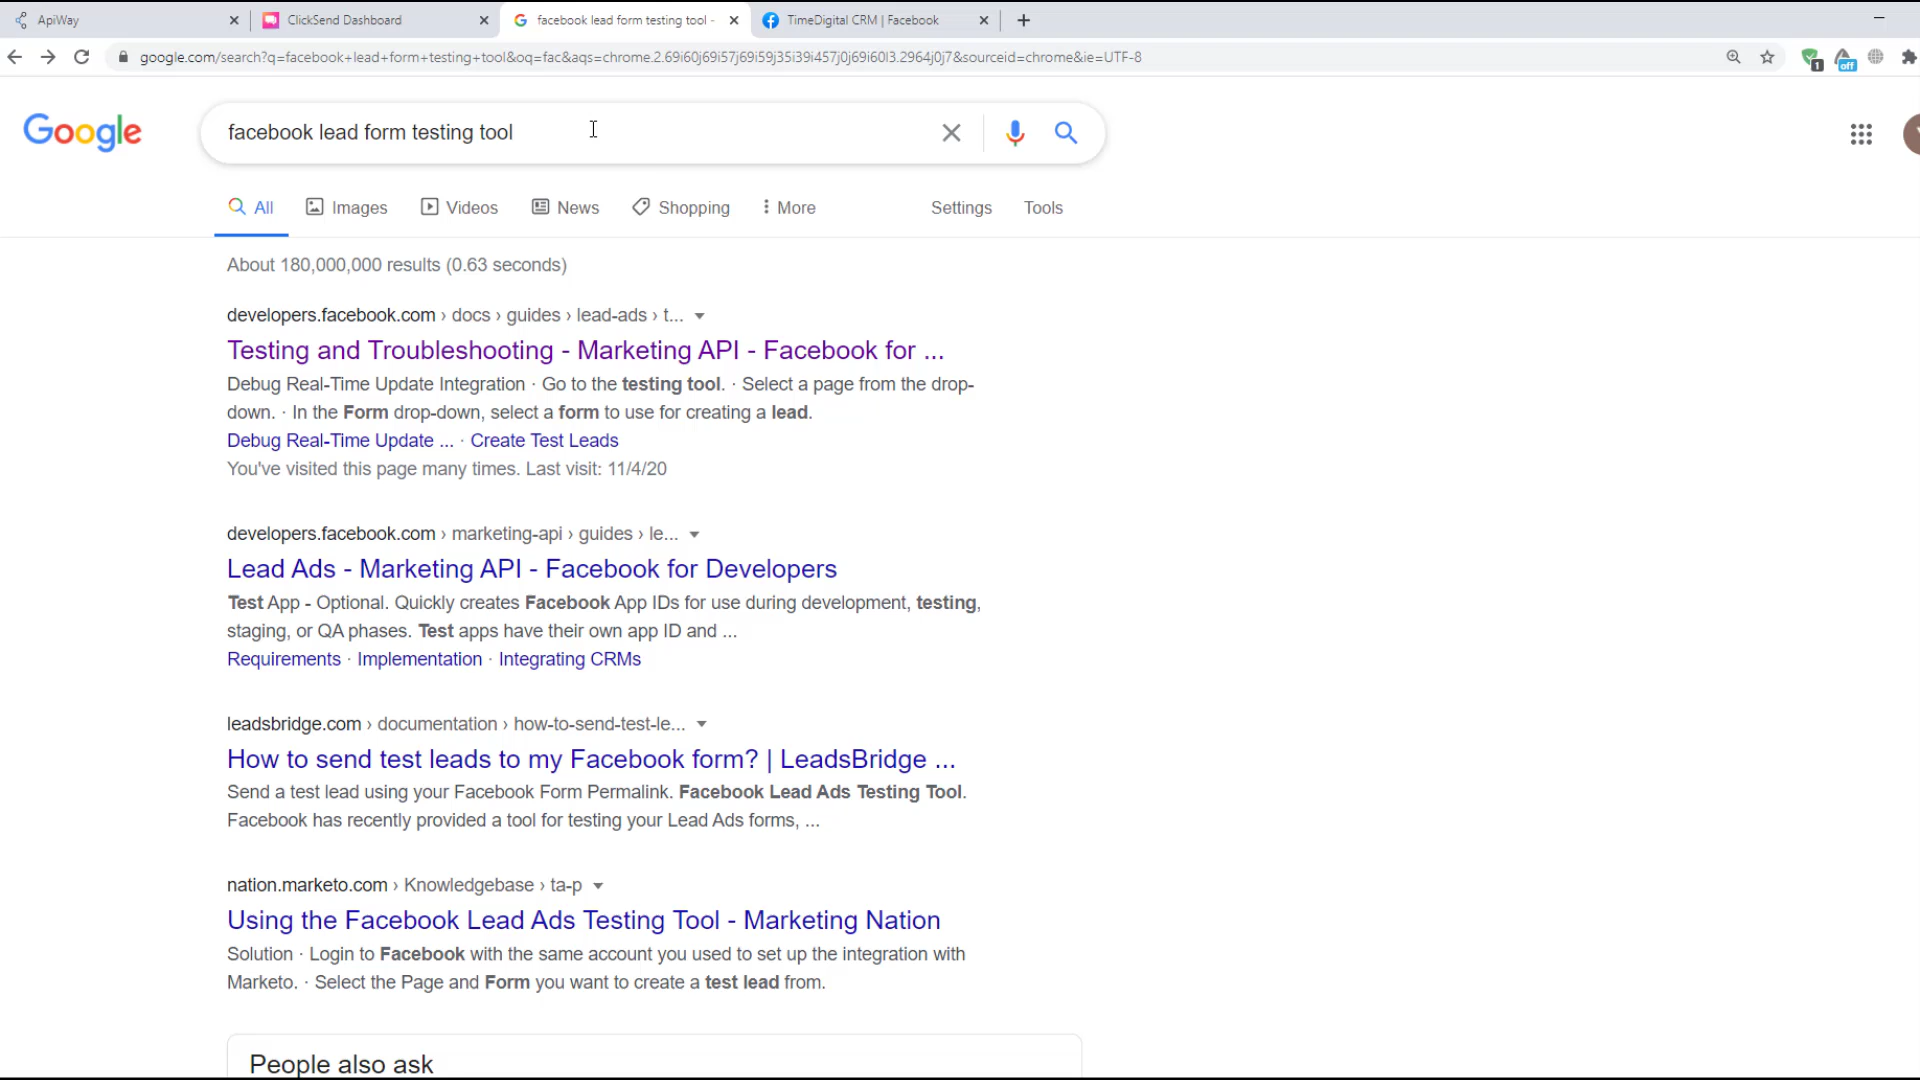 ApiWay
ClickSend Dashboard
facebook lead form testing tool -
TimeDigital CRM | Facebook
google.com/search?q=facebook+lead+form+testing+tool&oq=fac&aqs=chrome.2.69i60j69i57j69i59j35i39i457j0j69i60l3.2964j0j7&sourceid=chrome&ie=UTF-8
1
off
Google
facebook lead form testing tool
All
Images
Videos
News
Shopping
More
Settings
Tools
About 180,000,000 results (0.63 seconds)
developers.facebook.com › docs › guides › lead-ads › t...
Testing and Troubleshooting - Marketing API - Facebook for ...
Debug Real-Time Update Integration · Go to the testing tool. · Select a page from the drop-
down. · In the Form drop-down, select a form to use for creating a lead.
Debug Real-Time Update ... · Create Test Leads
You've visited this page many times. Last visit: 11/4/20
developers.facebook.com › marketing-api › guides › le...
Lead Ads - Marketing API - Facebook for Developers
Test App - Optional. Quickly creates Facebook App IDs for use during development, testing,
staging, or QA phases. Test apps have their own app ID and ...
Requirements · Implementation · Integrating CRMs
leadsbridge.com › documentation › how-to-send-test-le...
How to send test leads to my Facebook form? | LeadsBridge ...
Send a test lead using your Facebook Form Permalink. Facebook Lead Ads Testing Tool.
Facebook has recently provided a tool for testing your Lead Ads forms, ...
nation.marketo.com › Knowledgebase › ta-p
Using the Facebook Lead Ads Testing Tool - Marketing Nation
Solution · Login to Facebook with the same account you used to set up the integration with
Marketo. · Select the Page and Form you want to create a test lead from.
People also ask